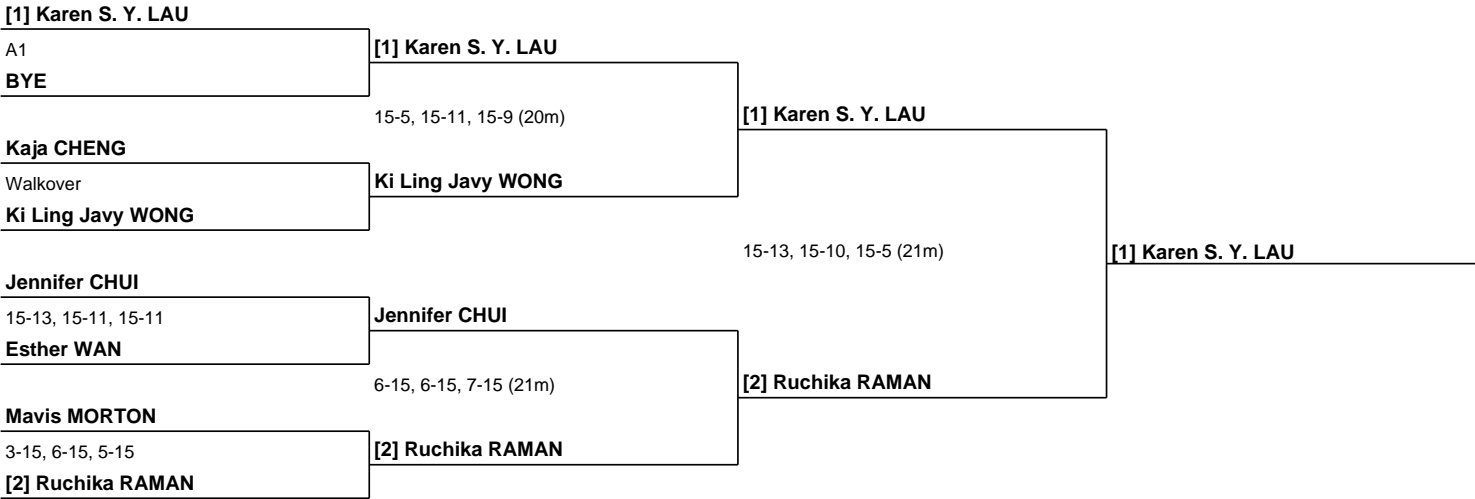 [1] Karen S. Y. LAU
A1
BYE
Kaja CHENG
Walkover
Ki Ling Javy WONG
Jennifer CHUI
15-13, 15-11, 15-11
Esther WAN
Mavis MORTON
3-15, 6-15, 5-15
[2] Ruchika RAMAN
[1] Karen S. Y. LAU
15-5, 15-11, 15-9 (20m)
Ki Ling Javy WONG
Jennifer CHUI
6-15, 6-15, 7-15 (21m)
[2] Ruchika RAMAN
[1] Karen S. Y. LAU
15-13, 15-10, 15-5 (21m)
[2] Ruchika RAMAN
[1] Karen S. Y. LAU